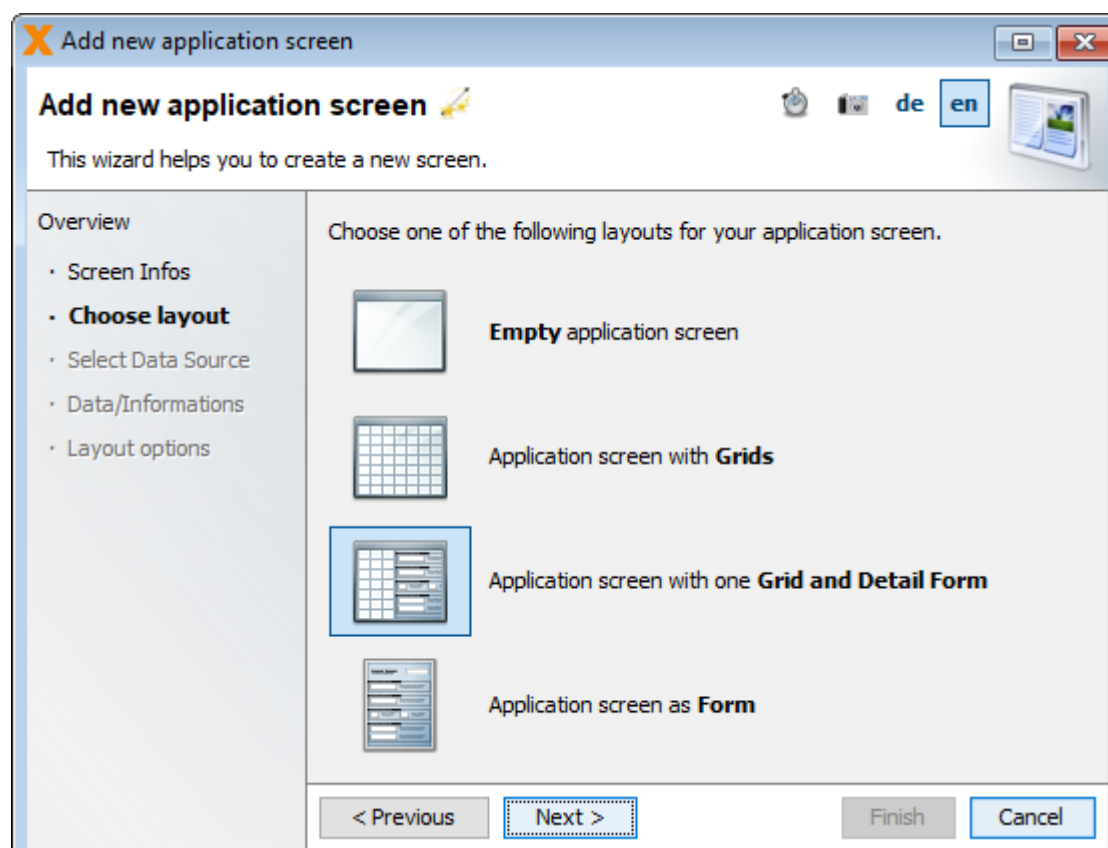 Add new application screen
Add new application screen
de en
This wizard helps you to create a new screen.
Overview
· Screen Infos
· Choose layout
· Select Data Source
· Data/Informations
· Layout options
Choose one of the following layouts for your application screen.
Empty application screen
Application screen with Grids
Application screen with one Grid and Detail Form
Application screen as Form
< Previous
Next >
Finish
Cancel